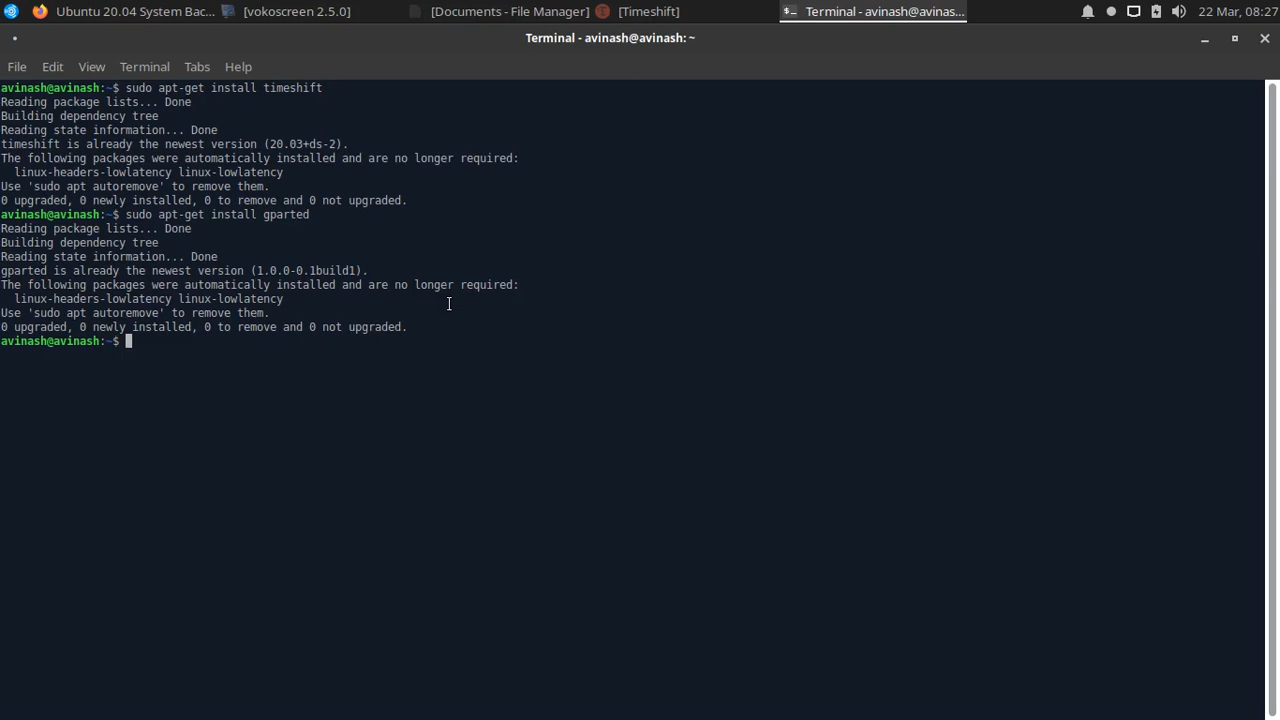 Ubuntu 20.04 System Bac...
[vokoscreen 2.5.0]
[Documents - File Manager]
[Timeshift]
Terminal - avinash@avinas...
22 Mar, 08:27
Terminal - avinash@avinash: ~
File Edit View Terminal Tabs Help
avinash@avinash:~$ sudo apt-get install timeshift
Reading package lists... Done
Building dependency tree
Reading state information... Done
timeshift is already the newest version (20.03+ds-2).
The following packages were automatically installed and are no longer required:
  linux-headers-lowlatency linux-lowlatency
Use 'sudo apt autoremove' to remove them.
0 upgraded, 0 newly installed, 0 to remove and 0 not upgraded.
avinash@avinash:~$ sudo apt-get install gparted
Reading package lists... Done
Building dependency tree
Reading state information... Done
gparted is already the newest version (1.0.0-0.1build1).
The following packages were automatically installed and are no longer required:
  linux-headers-lowlatency linux-lowlatency
Use 'sudo apt autoremove' to remove them.
0 upgraded, 0 newly installed, 0 to remove and 0 not upgraded.
avinash@avinash:~$